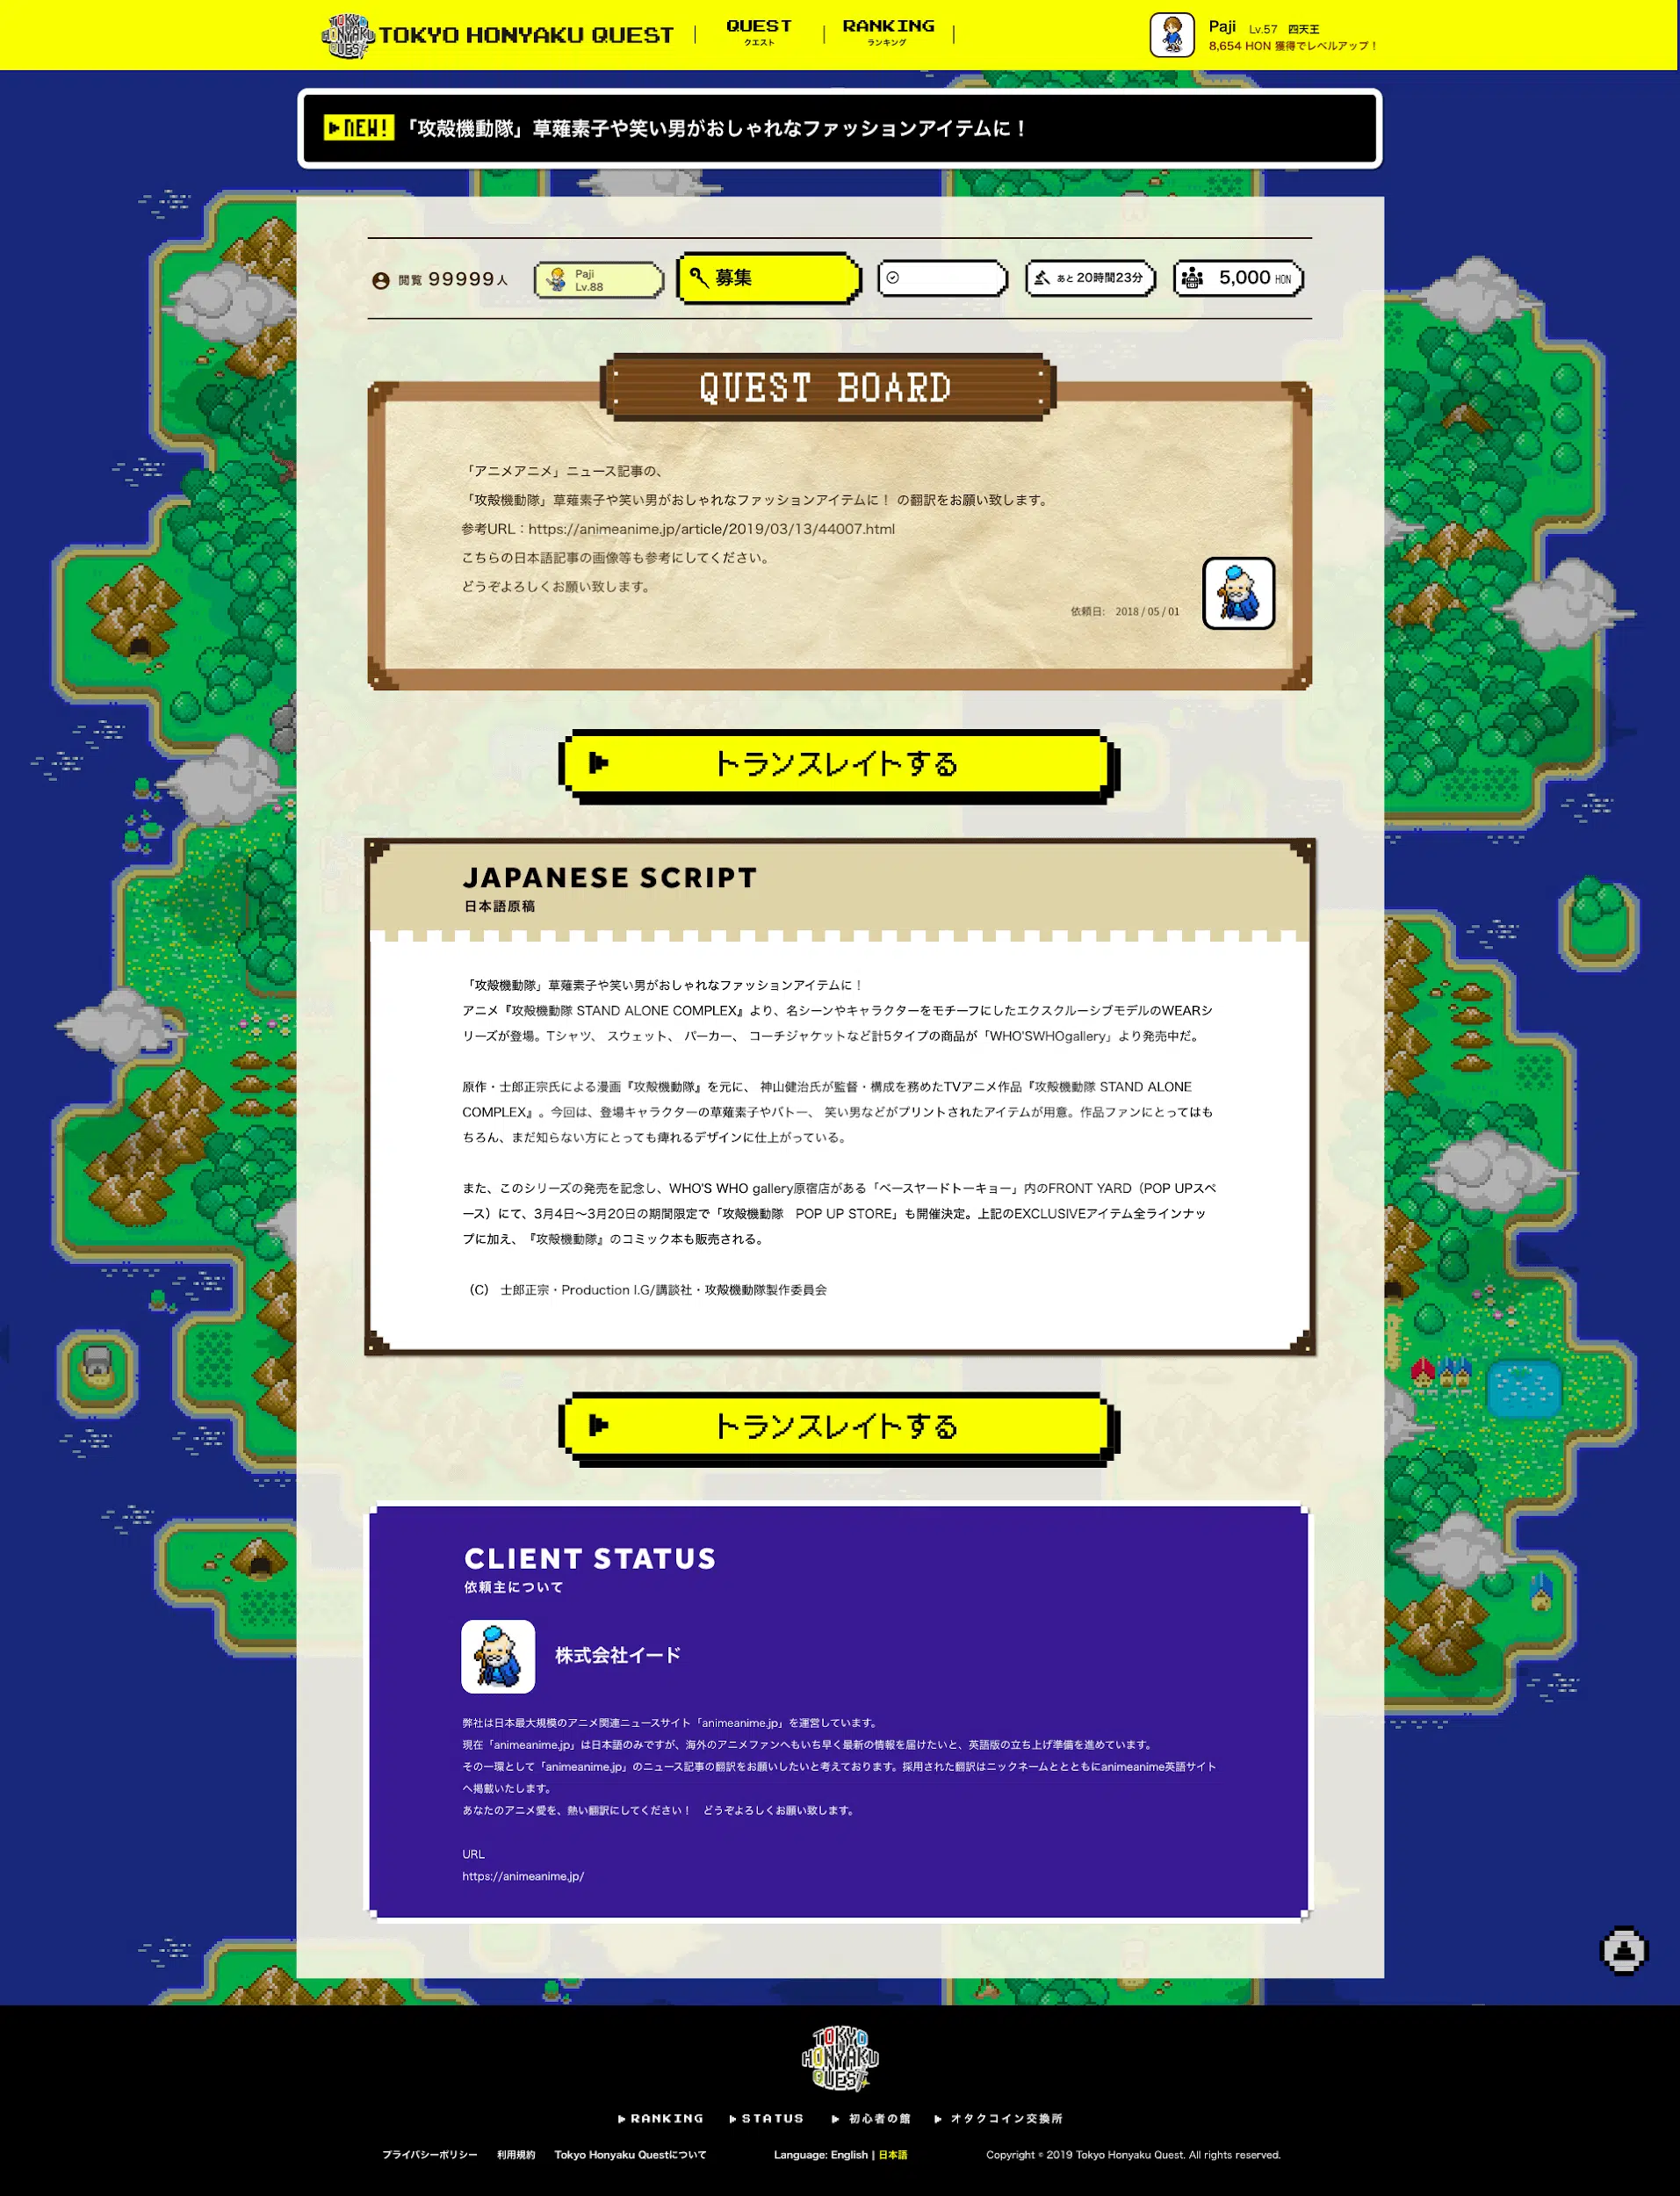 TOKYO HONYAKU QUEST
TOKYO HONYAKU QUEST
QUEST
クエスト
RANKING
ランキング
Paji Lv.57 四天王
8,654 HON 獲得でレベルアップ！
NEW! 「攻殻機動隊」草薙素子や笑い男がおしゃれなファッションアイテムに！
閲覧 99999人
Paji
Lv.88
募集
あと20時間23分
5,000 HON
QUEST BOARD
「アニメアニメ」ニュース記事の、
「攻殻機動隊」草薙素子や笑い男がおしゃれなファッションアイテムに！ の翻訳をお願い致します。
参考URL：https://animeanime.jp/article/2019/03/13/44007.html
こちらの日本語記事の画像等も参考にしてください。
どうぞよろしくお願い致します。
依頼日: 2018 / 05 / 01
トランスレイトする
JAPANESE SCRIPT
日本語原稿
「攻殻機動隊」草薙素子や笑い男がおしゃれなファッションアイテムに！
アニメ『攻殻機動隊 STAND ALONE COMPLEX』より、名シーンやキャラクターをモチーフにしたエクスクルーシブモデルのWEARシ
リーズが登場。Tシャツ、 スウェット、 パーカー、 コーチジャケットなど計5タイプの商品が「WHO'SWHOgallery」より発売中だ。
原作・士郎正宗氏による漫画『攻殻機動隊』を元に、 神山健治氏が監督・構成を務めたTVアニメ作品『攻殻機動隊 STAND ALONE
COMPLEX』。今回は、登場キャラクターの草薙素子やバトー、 笑い男などがプリントされたアイテムが用意。作品ファンにとってはも
ちろん、まだ知らない方にとっても痺れるデザインに仕上がっている。
また、このシリーズの発売を記念し、WHO'S WHO gallery原宿店がある「ベースヤードトーキョー」内のFRONT YARD（POP UPスペ
ース）にて、3月4日〜3月20日の期間限定で「攻殻機動隊　POP UP STORE」も開催決定。上記のEXCLUSIVEアイテム全ラインナッ
プに加え、『攻殻機動隊』のコミック本も販売される。
（C） 士郎正宗・Production I.G/講談社・攻殻機動隊製作委員会
トランスレイトする
CLIENT STATUS
依頼主について
株式会社イード
弊社は日本最大規模のアニメ関連ニュースサイト「animeanime.jp」を運営しています。
現在「animeanime.jp」は日本語のみですが、海外のアニメファンへもいち早く最新の情報を届けたいと、英語版の立ち上げ準備を進めています。
その一環として「animeanime.jp」のニュース記事の翻訳をお願いしたいと考えております。採用された翻訳はニックネームとともにanimeanime英語サイト
へ掲載いたします。
あなたのアニメ愛を、熱い翻訳にしてください！　どうぞよろしくお願い致します。
URL
https://animeanime.jp/
TOKYO HONYAKU QUEST
RANKING
STATUS
初心者の館
オタクコイン交換所
プライバシーポリシー 利用規約 Tokyo Honyaku Questについて Language: English | 日本語 Copyright © 2019 Tokyo Honyaku Quest. All rights reserved.